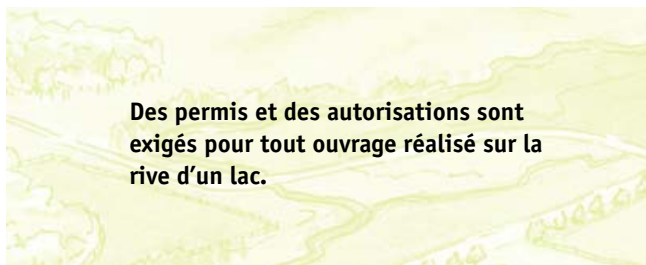 Des permis et des autorisations sont
exigés pour tout ouvrage réalisé sur la
rive d’un lac.